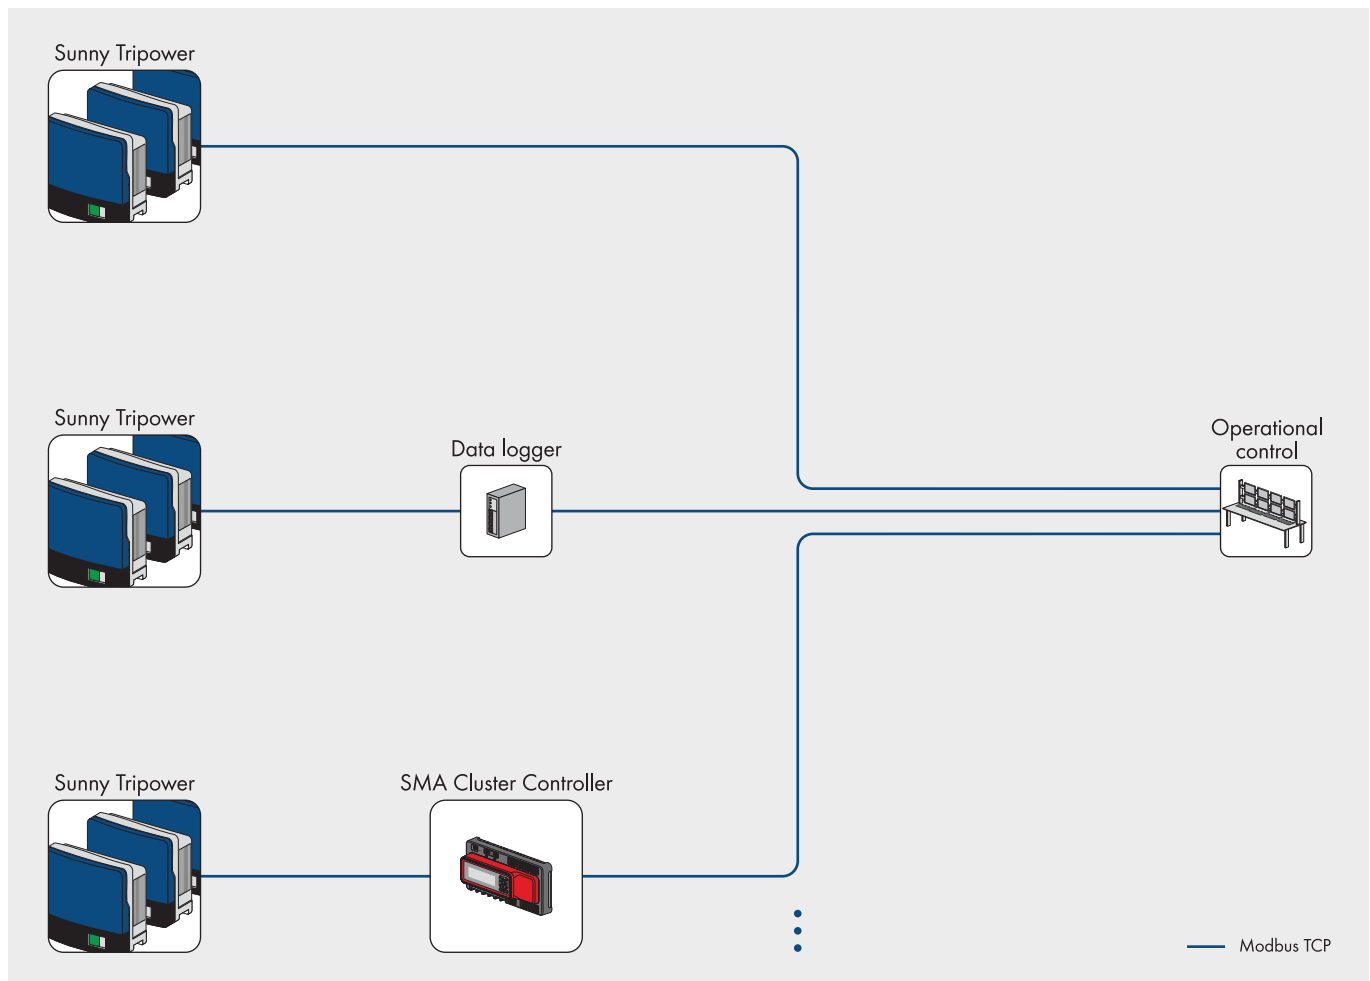 Sunny Tripower
Sunny Tripower
Data logger
Operational
control
Sunny Tripower
SMA Cluster Controller
Modbus TCP